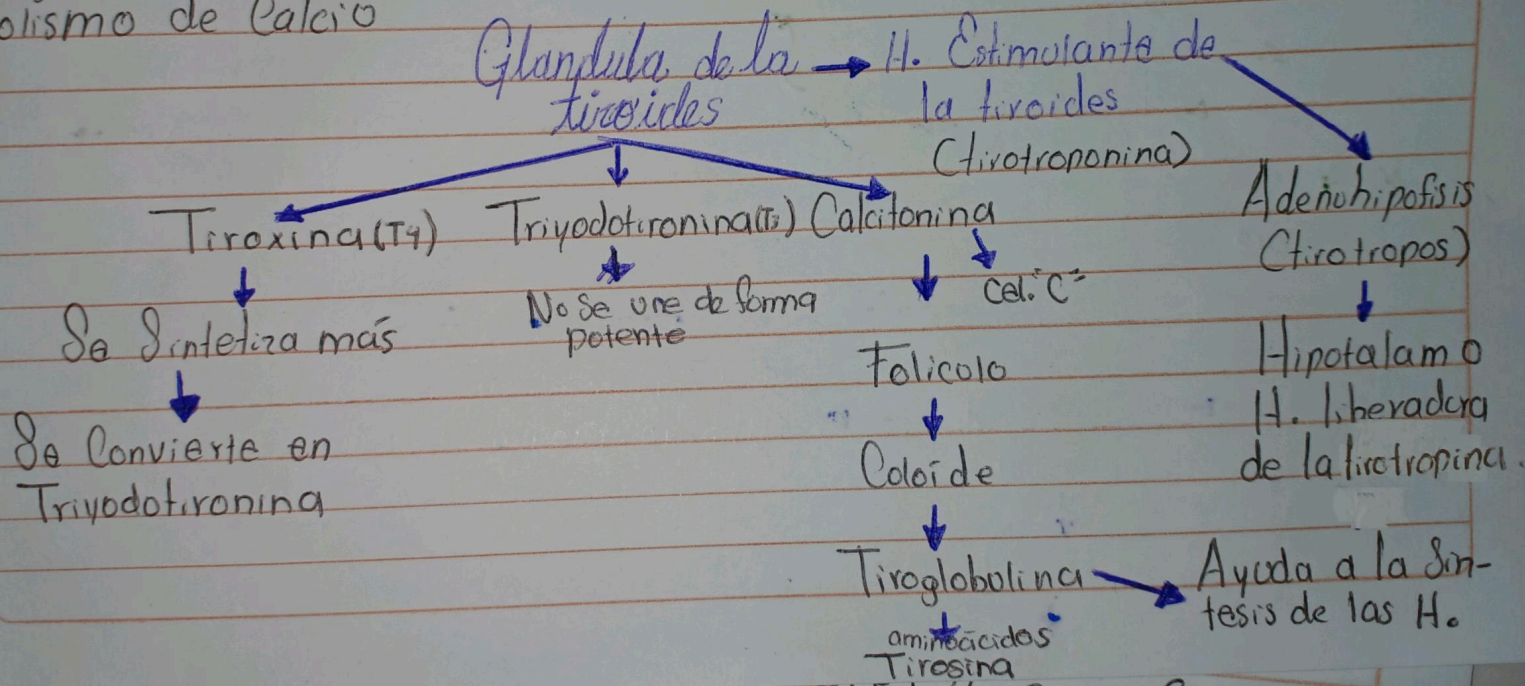 olismo de Calcio
Glandula de la
tiroides
H. Estimulante de
la tiroides
(tirotroponina)
Adenohipofisis
(tirotropos)
Hipotalamo
H. liberadora
de la tirotropina.
Tiroxina (T4)
Se Sintetiza más
Se Convierte en
Triyodotironina
Triyodotironina (T3)
No Se une de forma
potente
Calcitonina
Cel. "C"
Folicolo
Coloide
Tiroglobolina
aminoácidos
Tirosina
Ayuda a la Sin-
tesis de las H.